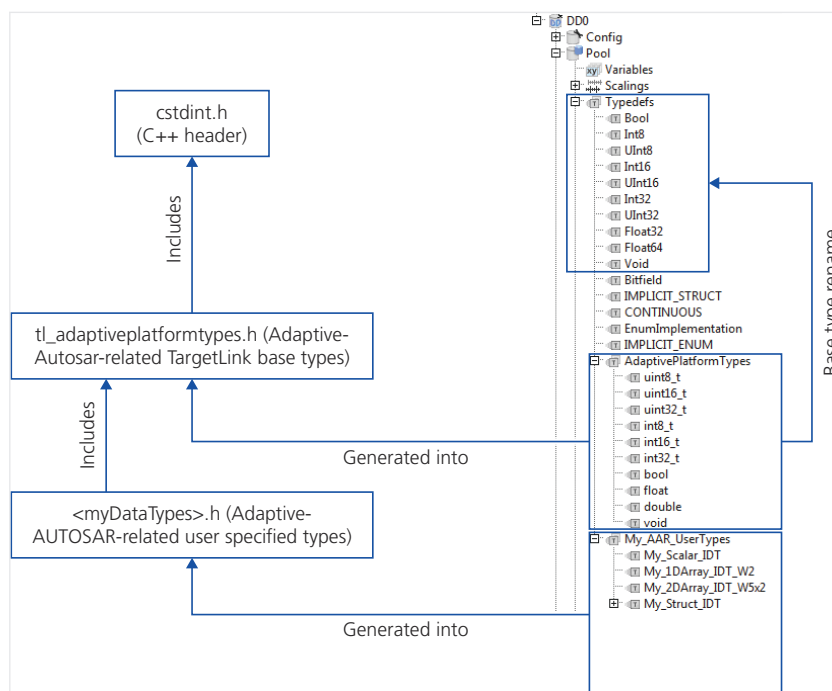 DD0
Config
Pool
Variables
Scalings
Typedefs
Bool
Int8
UInt8
Int16
UInt16
Int32
UInt32
Float32
Float64
Void
Bitfield
IMPLICIT_STRUCT
CONTINUOUS
EnumImplementation
IMPLICIT_ENUM
AdaptivePlatformTypes
uint8_t
uint16_t
uint32_t
int8_t
int16_t
int32_t
bool
float
double
void
My_AAR_UserTypes
My_Scalar_IDT
My_1DArray_IDT_W2
My_2DArray_IDT_W5x2
My_Struct_IDT
cstdint.h
(C++ header)
Includes
tl_adaptiveplatformtypes.h (Adaptive-
Autosar-related TargetLink base types)
Includes
<myDataTypes>.h (Adaptive-
AUTOSAR-related user specified types)
Generated into
Generated into
Base type rename